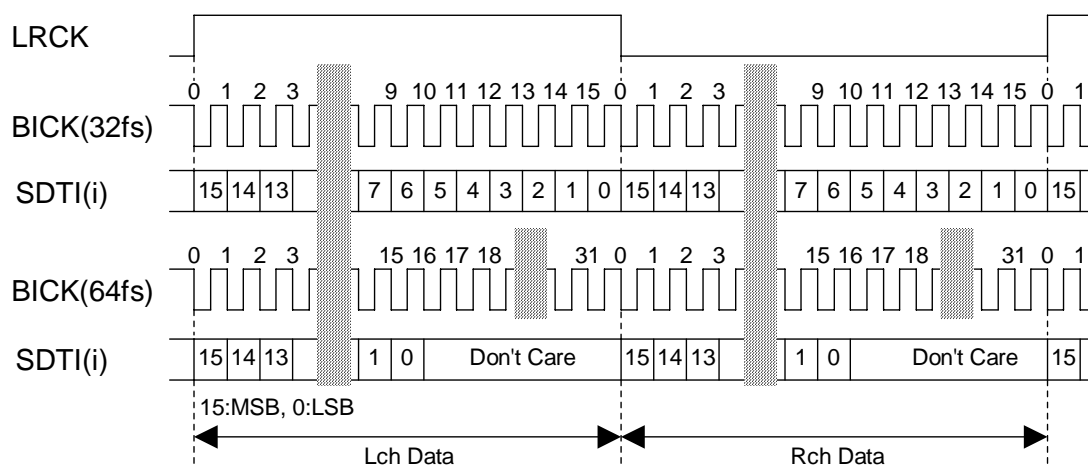 LRCK
0 1 2 3 9 10 11 12 13 14 15 0 1 2 3 9 10 11 12 13 14 15 0 1
BICK(32fs)
SDTI(i) 15 14 13 7 6 5 4 3 2 1 0 15 14 13 7 6 5 4 3 2 1 0 15
0 1 2 3 15 16 17 18 31 0 1 2 3 15 16 17 18 31 0 1
BICK(64fs)
SDTI(i) 15 14 13 1 0 Don't Care 15 14 13 1 0 Don't Care 15
15:MSB, 0:LSB
Lch Data Rch Data